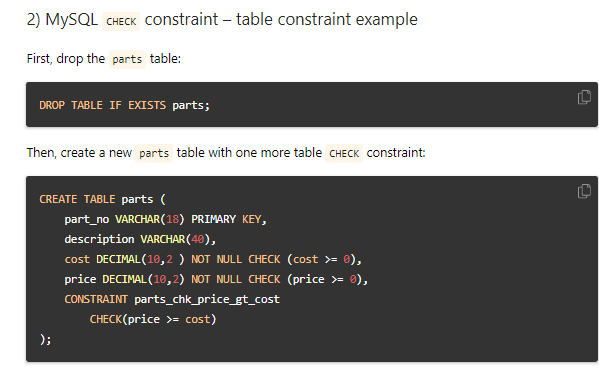 2) MySQL CHECK constraint – table constraint example
First, drop the parts table:
DROP TABLE IF EXISTS parts;
Then, create a new parts table with one more table CHECK constraint:
CREATE TABLE parts (
    part_no VARCHAR(18) PRIMARY KEY,
    description VARCHAR(40),
    cost DECIMAL(10,2 ) NOT NULL CHECK (cost >= 0),
    price DECIMAL(10,2) NOT NULL CHECK (price >= 0),
    CONSTRAINT parts_chk_price_gt_cost
        CHECK(price >= cost)
);